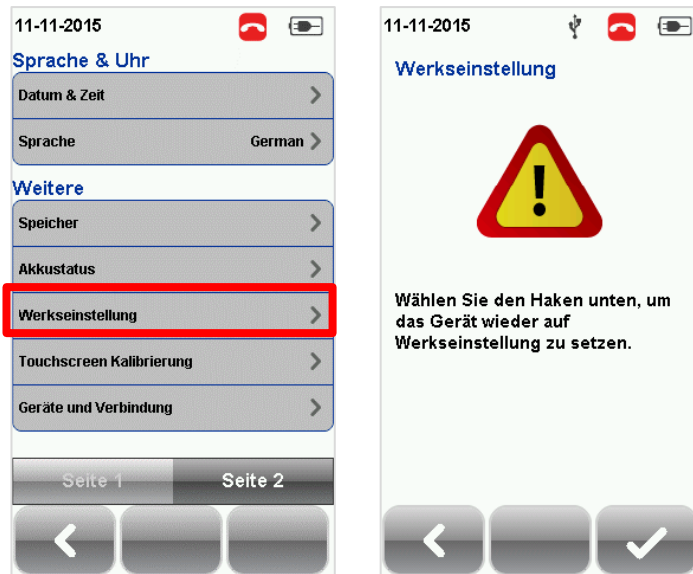 11-11-2015
Sprache & Uhr
Datum & Zeit
Sprache German
Weitere
Speicher
Akkustatus
Werkseinstellung
Touchscreen Kalibrierung
Geräte und Verbindung
Seite 1 Seite 2
11-11-2015
Werkseinstellung
Wählen Sie den Haken unten, um
das Gerät wieder auf
Werkseinstellung zu setzen.